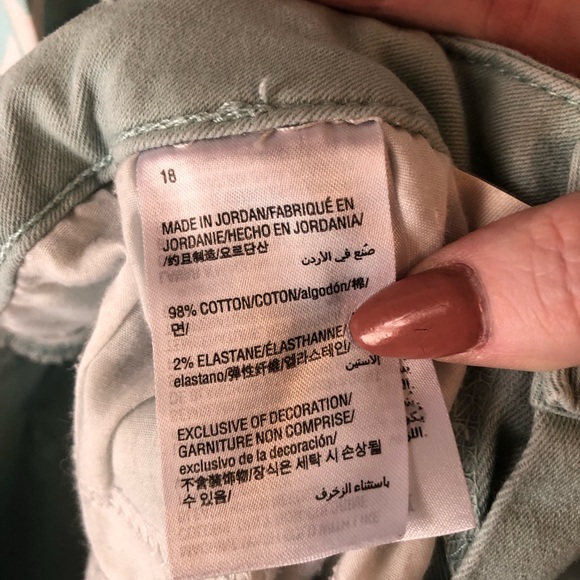 18
MADE IN JORDAN/FABRIQUÉ EN
JORDANIE/HECHO EN JORDANIA/
/约旦制造/요르단산
صُنع في الأردن
98% COTTON/COTON/algodón/棉/
면/
2% ELASTANE/ÉLASTHANNE/
elastano/弹性纤维/엘라스테인/
الاستين
EXCLUSIVE OF DECORATION/
GARNITURE NON COMPRISE/
exclusivo de la decoración/
不含装饰物/장식은 세탁 시 손상될
수 있음/
باستثناء الزخرف